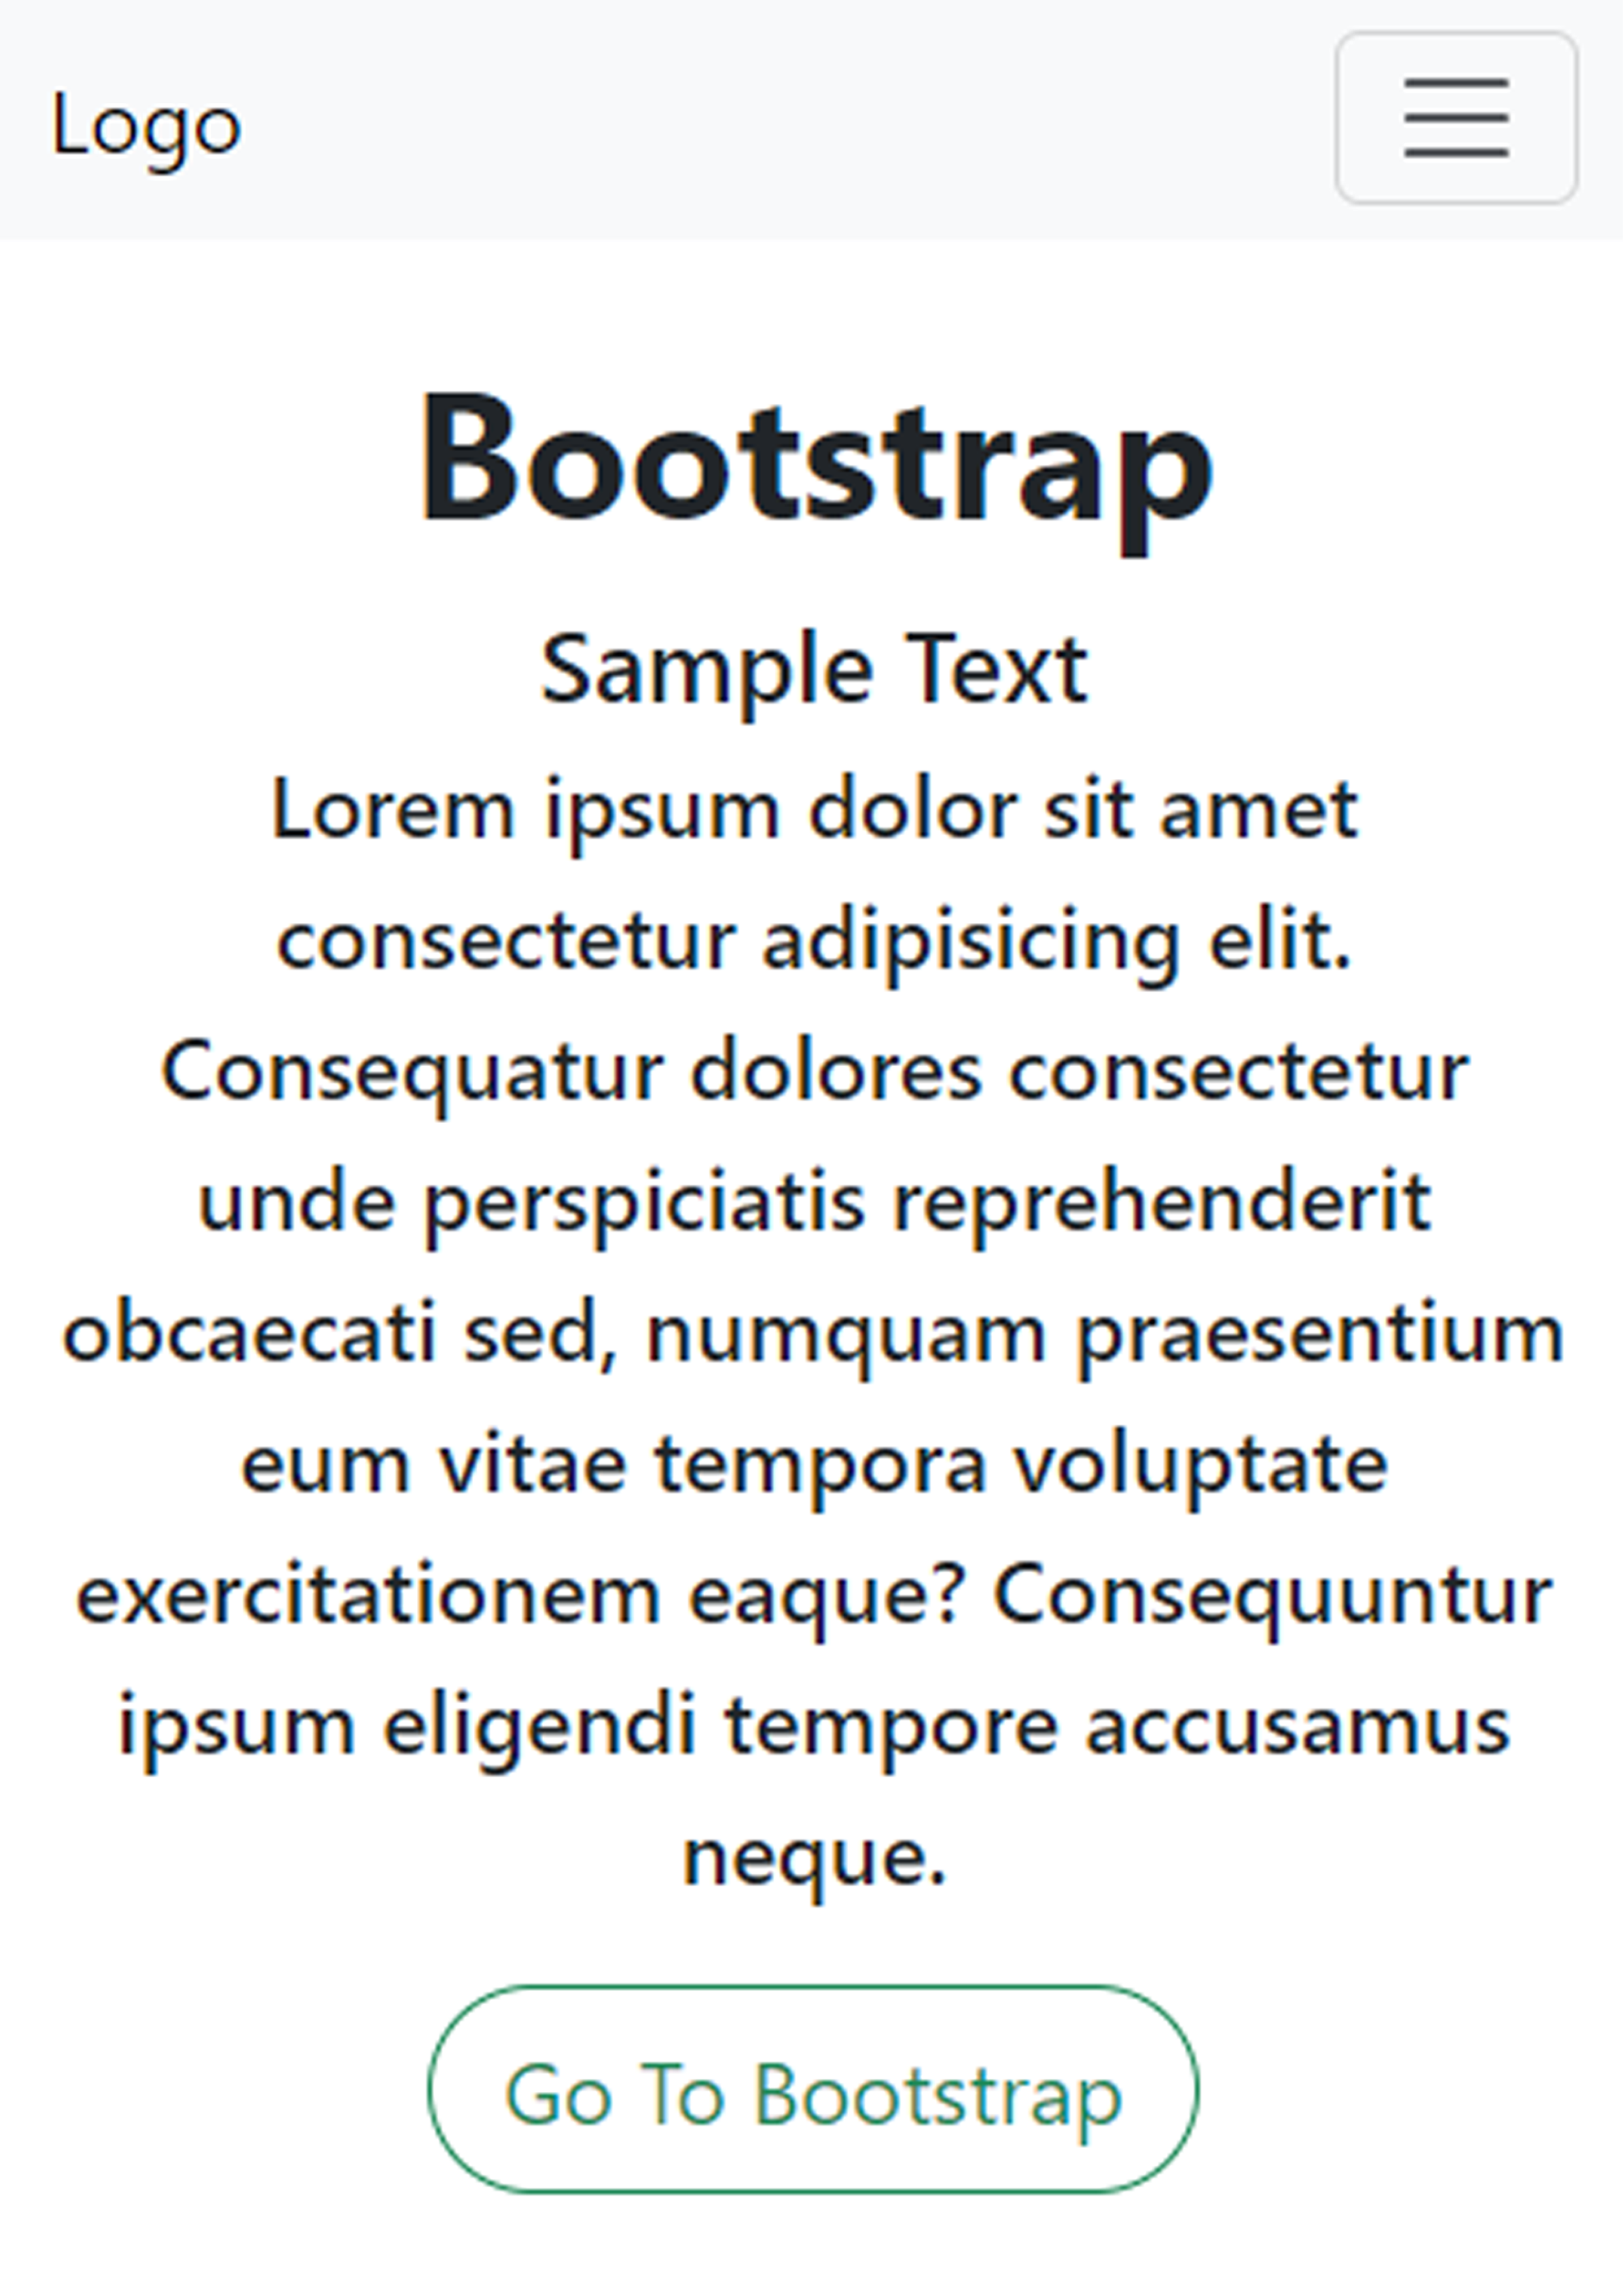 Logo
Bootstrap
Sample Text
Lorem ipsum dolor sit amet
consectetur adipisicing elit.
Consequatur dolores consectetur
unde perspiciatis reprehenderit
obcaecati sed, numquam praesentium
eum vitae tempora voluptate
exercitationem eaque? Consequuntur
ipsum eligendi tempore accusamus
neque.
Go To Bootstrap